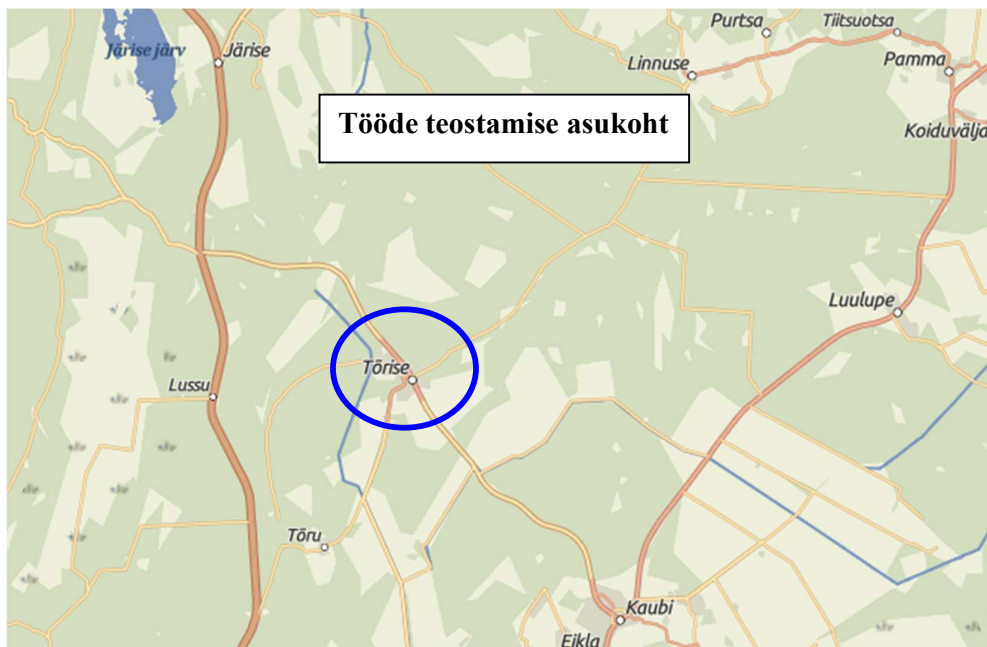 Purtsa
Tiitsuotsa
Järise järv
Järise
Linnuse
Pamma
Tööde teostamise asukoht
Koiduvälja
Luulupe
Tõrise
Lussu
Tõru
Kaubi
Eikla